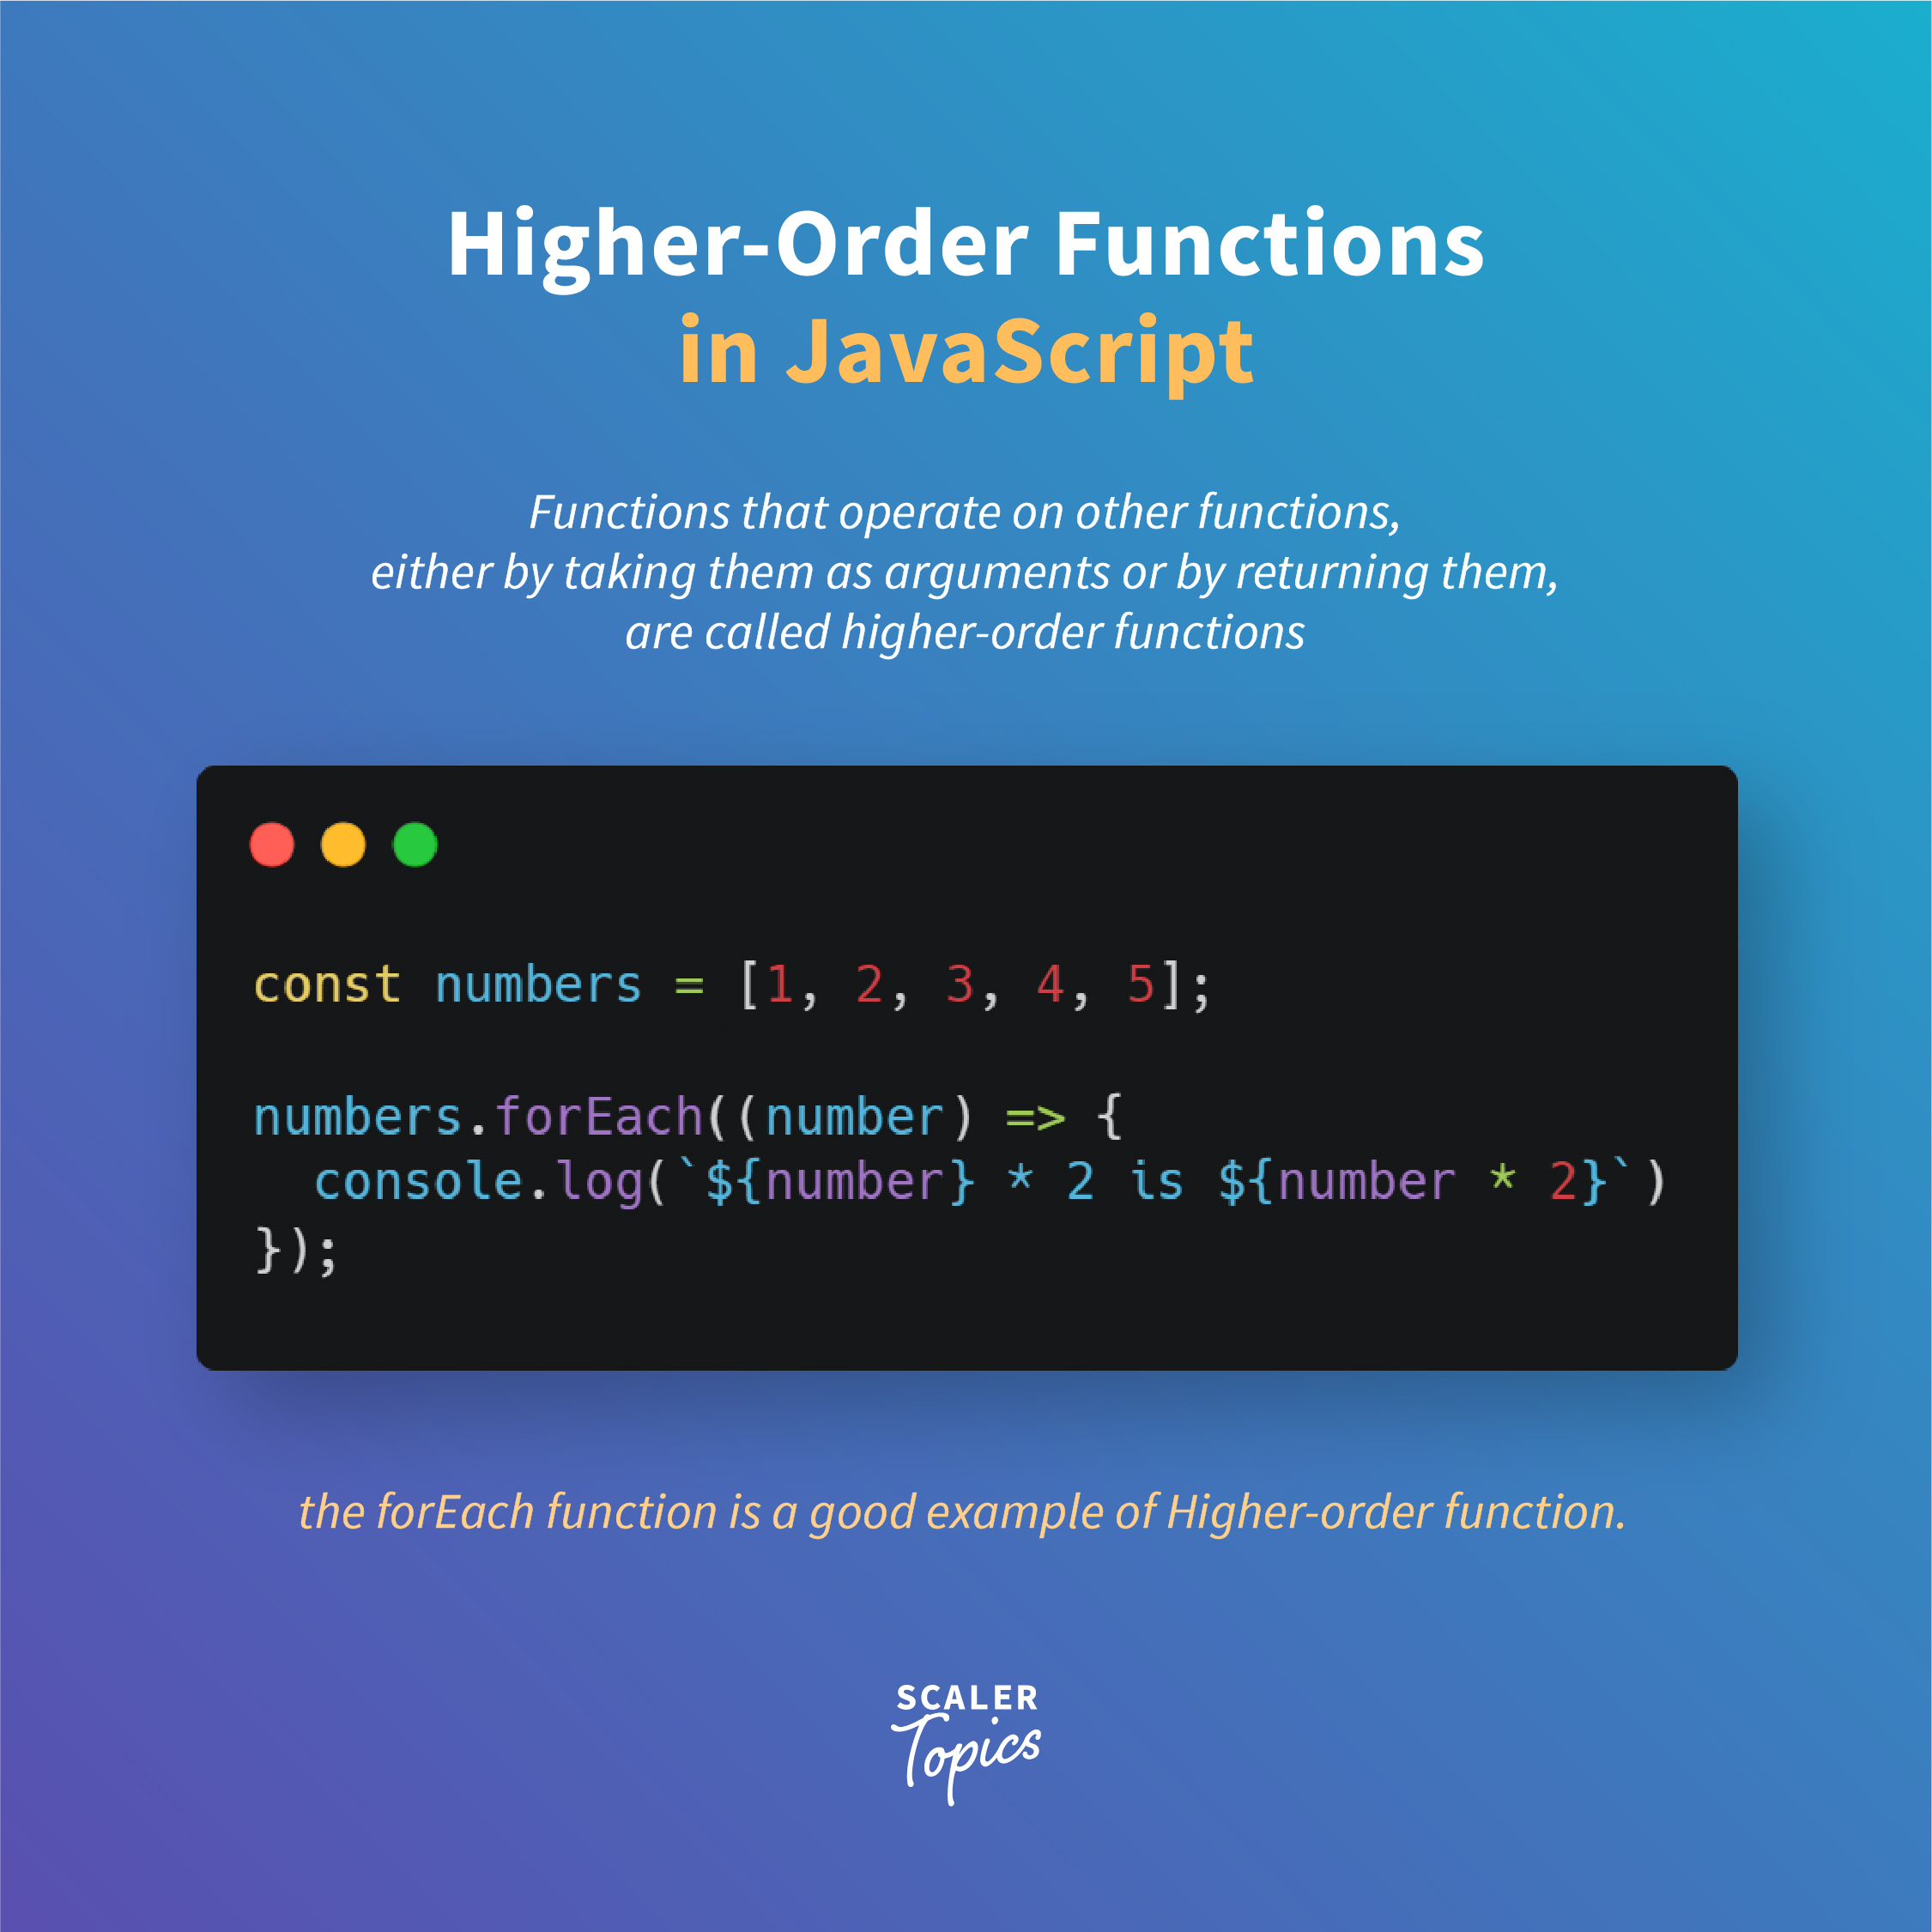 Higher-Order Functions
in JavaScript
Functions that operate on other functions,
either by taking them as arguments or by returning them,
are called higher-order functions
const numbers = [1, 2, 3, 4, 5];
numbers.forEach((number) => {
  console.log(`${number} * 2 is ${number * 2}`)
});
the forEach function is a good example of Higher-order function.
SCALER
Topics